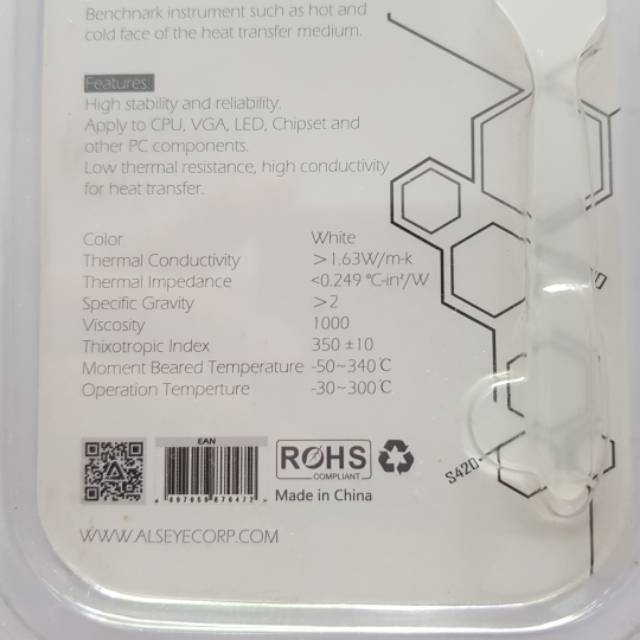 Benchnark instrument such as hot and
cold face of the heat transfer medium.
Features:
High stability and reliability.
Apply to CPU, VGA, LED, Chipset and
other PC components.
Low thermal resistance, high conductivity
for heat transfer.
Color White
Thermal Conductivity >1.63W/m-k
Thermal Impedance <0.249 ℃-in²/W
Specific Gravity >2
Viscosity 1000
Thixotropic Index 350 ±10
Moment Beared Temperature -50~340℃
Operation Temperture -30~300℃
EAN
ROHS
COMPLIANT
Made in China
S420
WWW.ALSEYECORP.COM